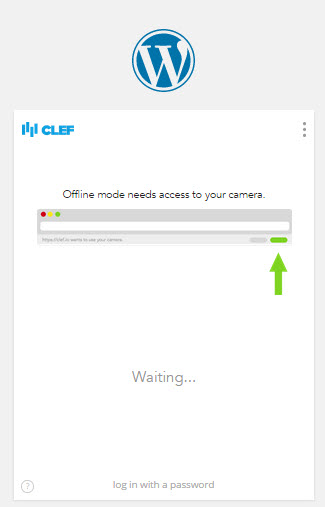 W
CLEF
Offline mode needs access to your camera.
https://clef.io wants to use your camera.
Waiting...
?
log in with a password